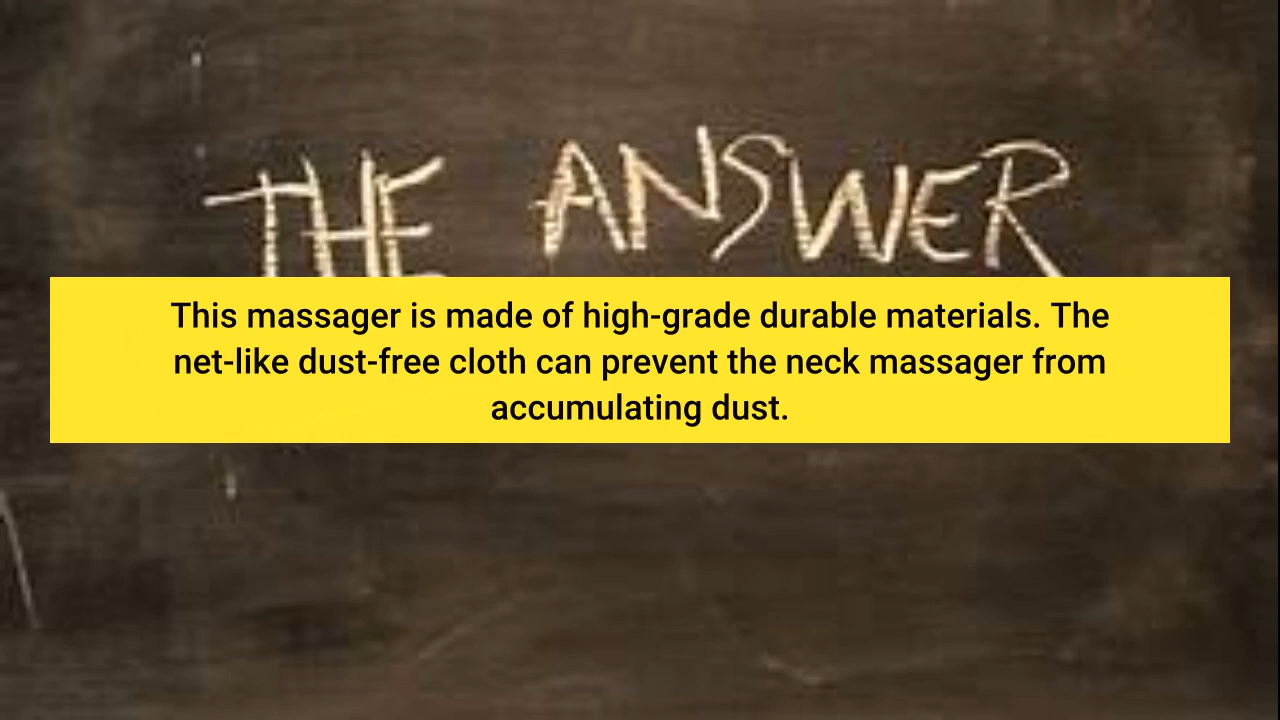 THE ANSWER
This massager is made of high-grade durable materials. The
net-like dust-free cloth can prevent the neck massager from
accumulating dust.